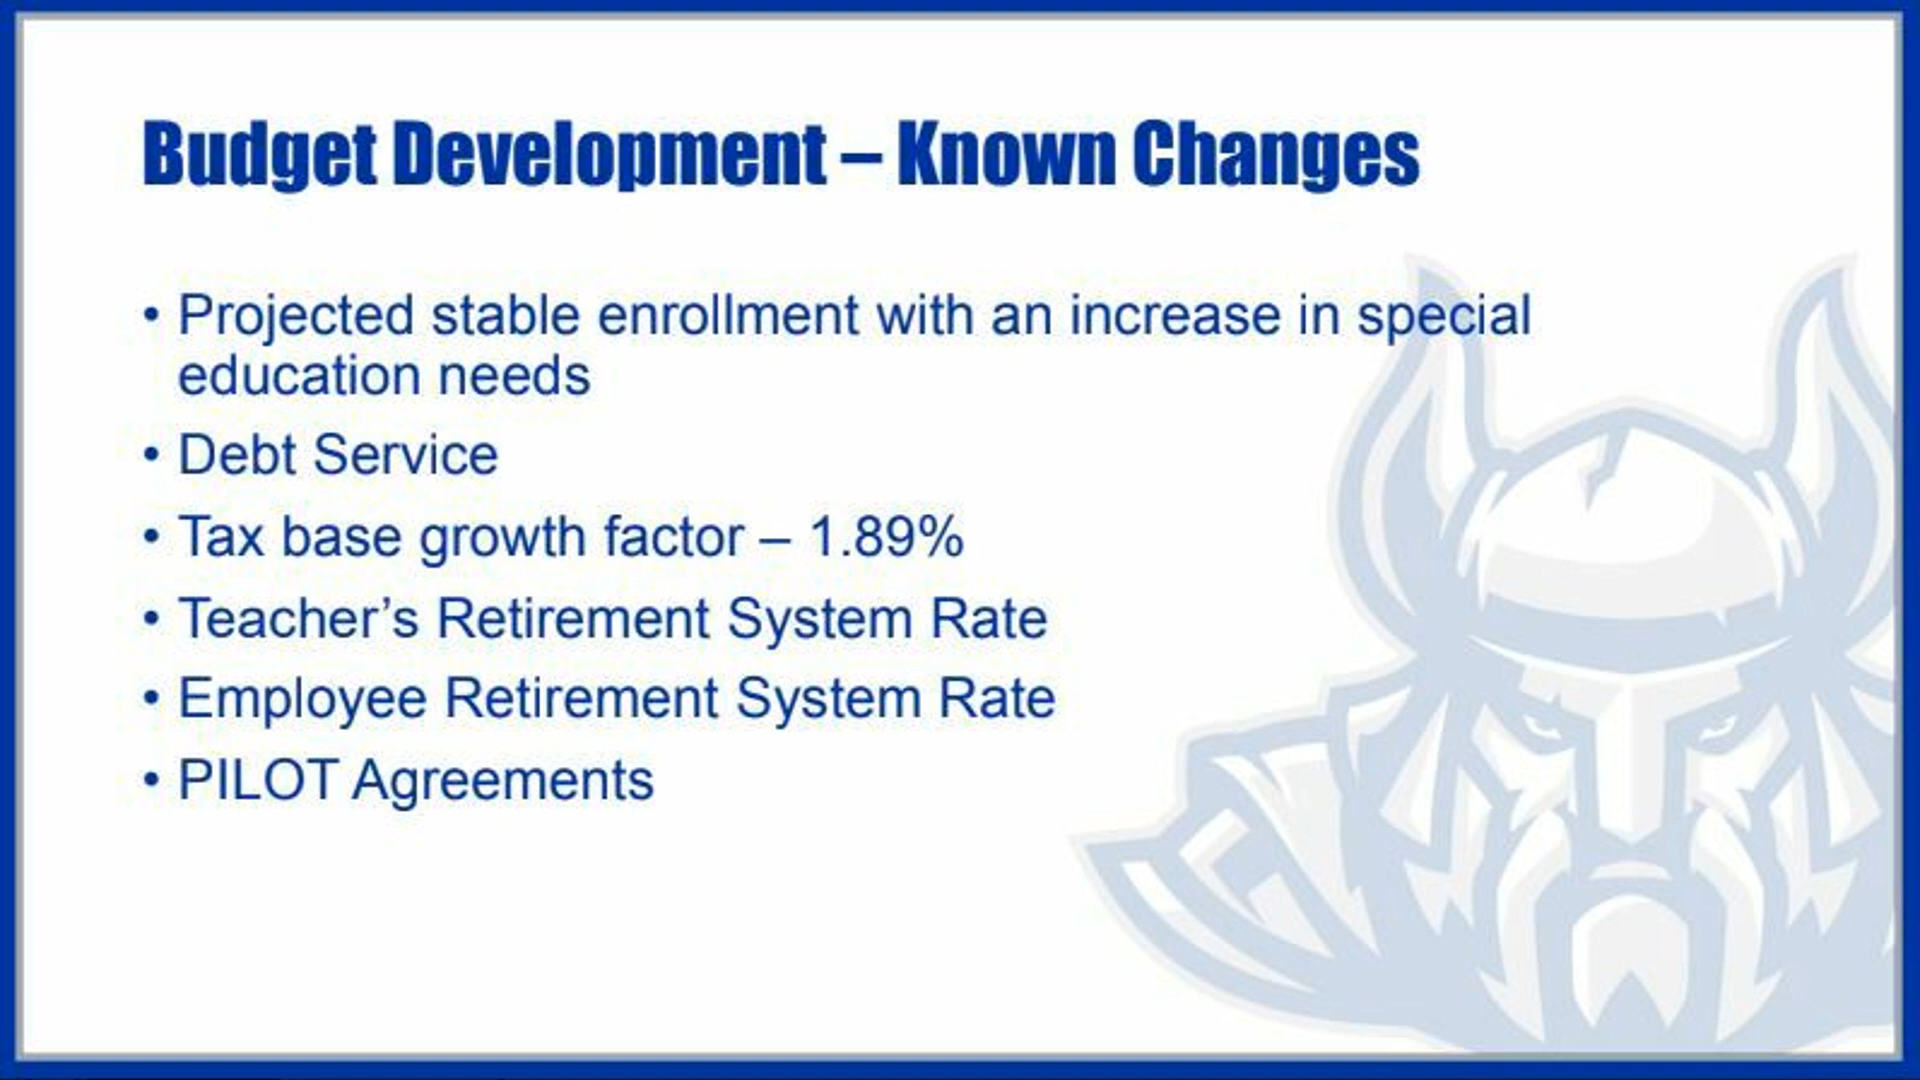 Budget Development – Known Changes
• Projected stable enrollment with an increase in special
education needs
• Debt Service
• Tax base growth factor – 1.89%
• Teacher’s Retirement System Rate
• Employee Retirement System Rate
• PILOT Agreements